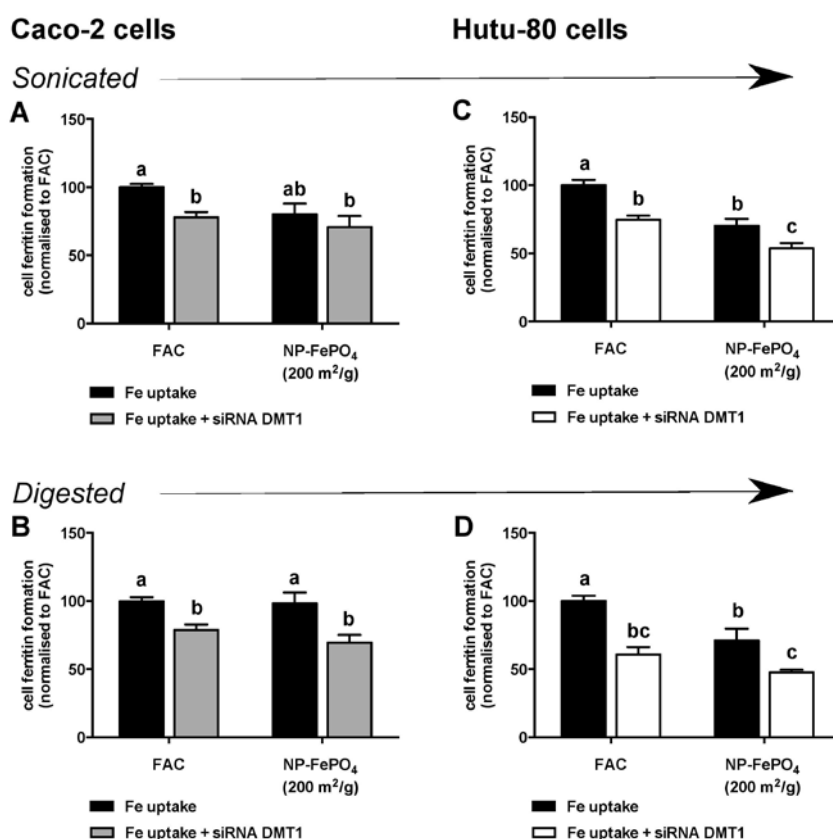 Caco-2 cells
Hutu-80 cells
Sonicated
A
cell ferritin formation
(normalised to FAC)
150
100
50
0
a
b
ab
b
FAC
NP-FePO₄
(200 m²/g)
Fe uptake
Fe uptake + siRNA DMT1
C
cell ferritin formation
(normalised to FAC)
150
100
50
0
a
b
b
c
FAC
NP-FePO₄
(200 m²/g)
Fe uptake
Fe uptake + siRNA DMT1
Digested
B
cell ferritin formation
(normalised to FAC)
150
100
50
0
a
b
a
b
FAC
NP-FePO₄
(200 m²/g)
Fe uptake
Fe uptake + siRNA DMT1
D
cell ferritin formation
(normalised to FAC)
150
100
50
0
a
bc
b
c
FAC
NP-FePO₄
(200 m²/g)
Fe uptake
Fe uptake + siRNA DMT1